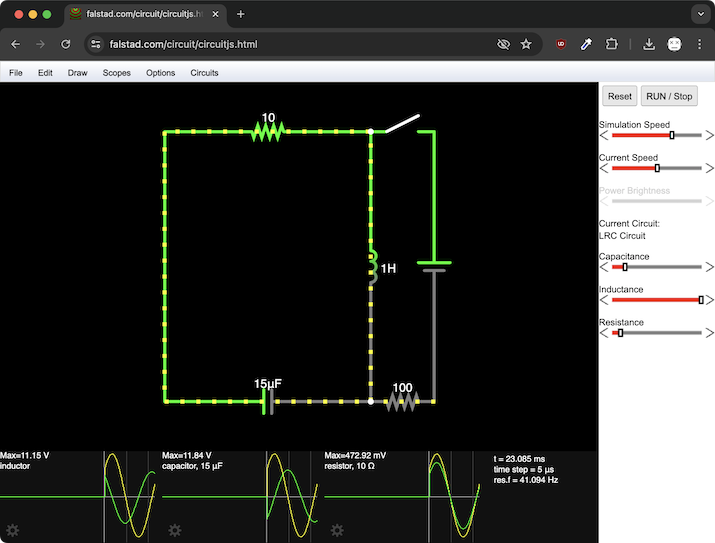 falstad.com/circuit/circuitjs.ht
falstad.com/circuit/circuitjs.html
File Edit Draw Scopes Options Circuits
Reset RUN / Stop
Simulation Speed
Current Speed
Power Brightness
Current Circuit:
LRC Circuit
Capacitance
Inductance
Resistance
10
1H
15µF
100
Max=11.15 V
inductor
Max=11.84 V
capacitor, 15 µF
Max=472.92 mV
resistor, 10 Ω
t = 23.085 ms
time step = 5 µs
res.f = 41.094 Hz